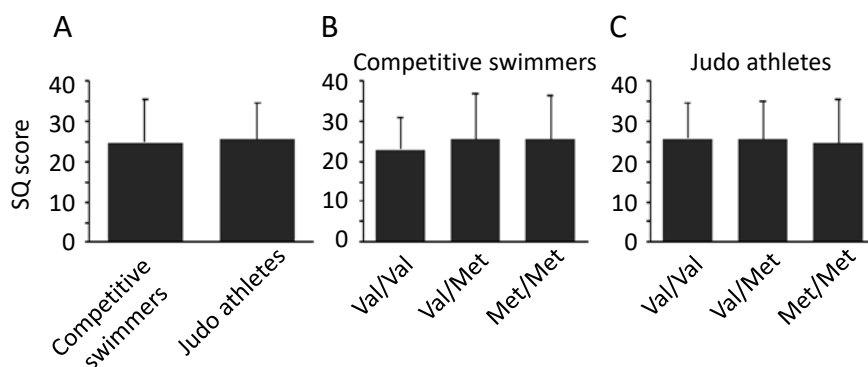 A
B
C
Competitive swimmers
Judo athletes
SQ score
40
30
20
10
0
Competitive
swimmers
Judo athletes
40
30
20
10
0
Val/Val
Val/Met
Met/Met
40
30
20
10
0
Val/Val
Val/Met
Met/Met